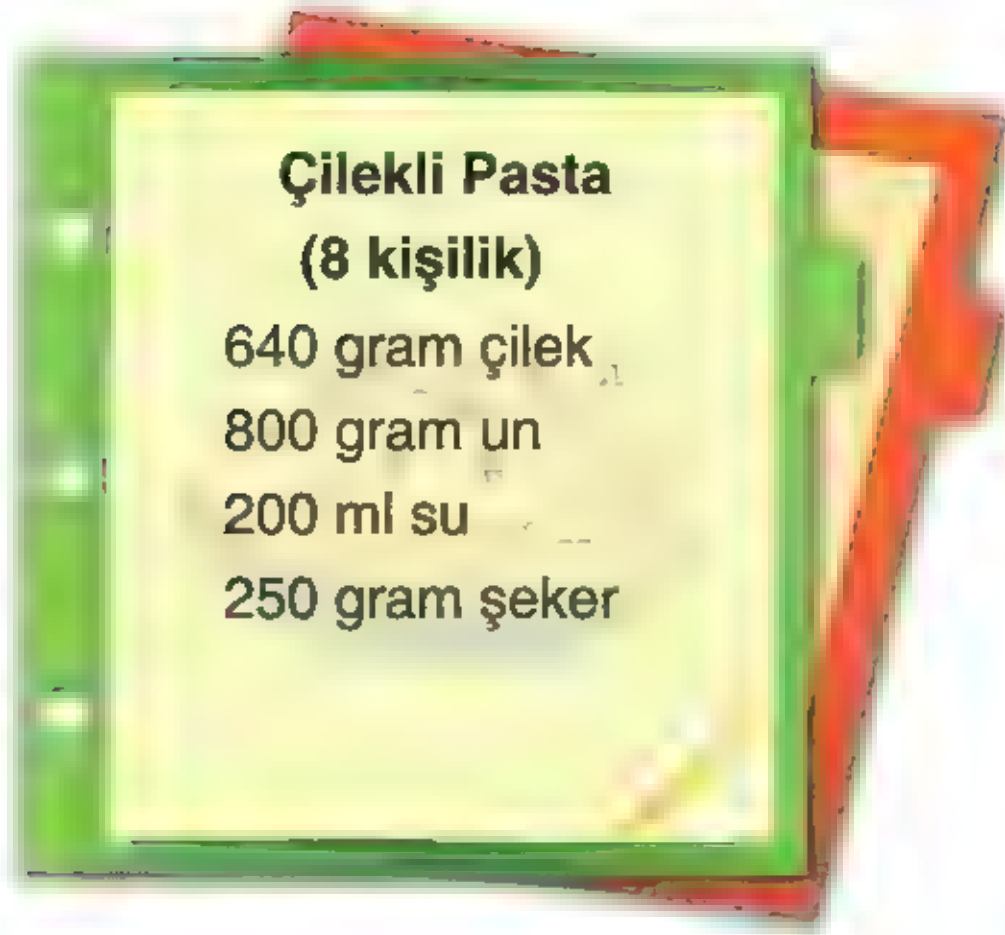 Çilekli Pasta
(8 kişilik)
640 gram çilek
800 gram un
200 ml su
250 gram şeker